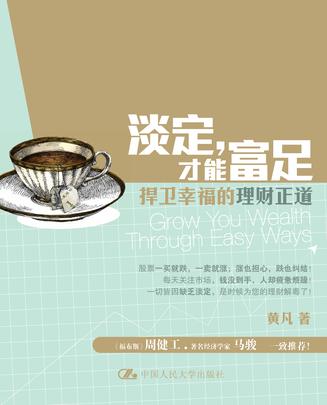 淡定，
才能富足
捍卫幸福的理财正道
Grow You Wealth
Through Easy Ways
股票一买就跌，一卖就涨；涨也担心，跌也纠结！
每天关注市场，钱没到手，人却疲惫烦躁！
一切皆因缺乏淡定，是时候为您的理财解毒了！
黄凡 著
《福布斯》周健工、著名经济学家 马骏 一致推荐！
中国人民大学出版社